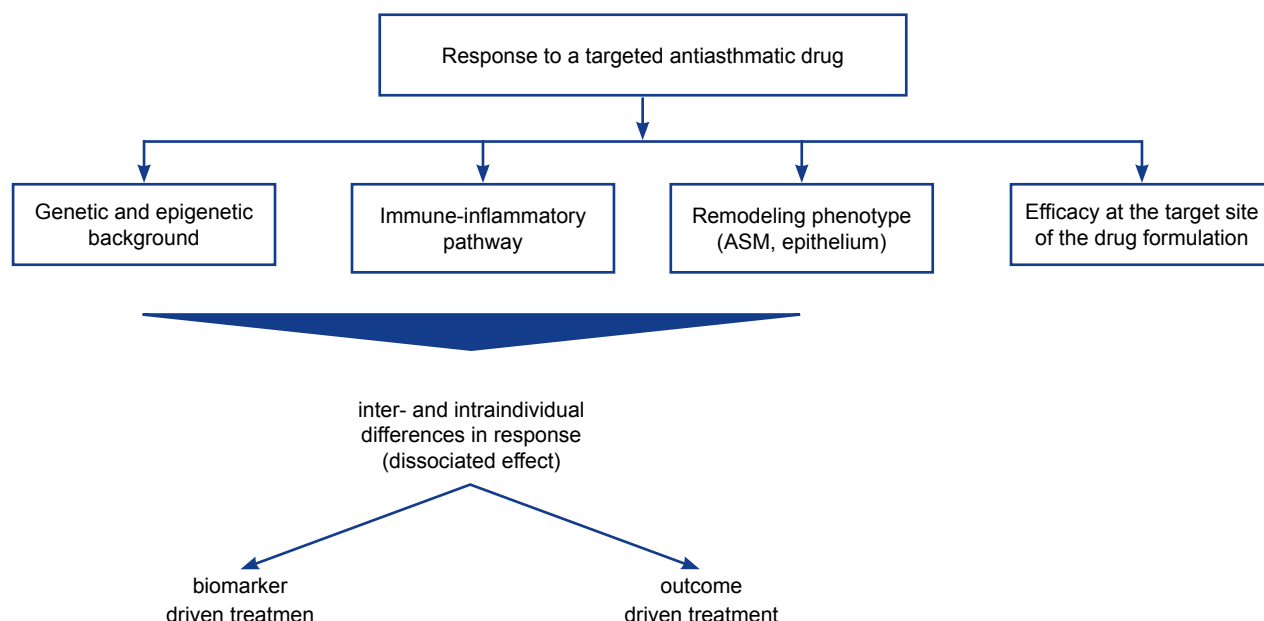 Response to a targeted antiasthmatic drug
Genetic and epigenetic
background
Immune-inflammatory
pathway
Remodeling phenotype
(ASM, epithelium)
Efficacy at the target site
of the drug formulation
inter- and intraindividual
differences in response
(dissociated effect)
biomarker
driven treatmen
outcome
driven treatment